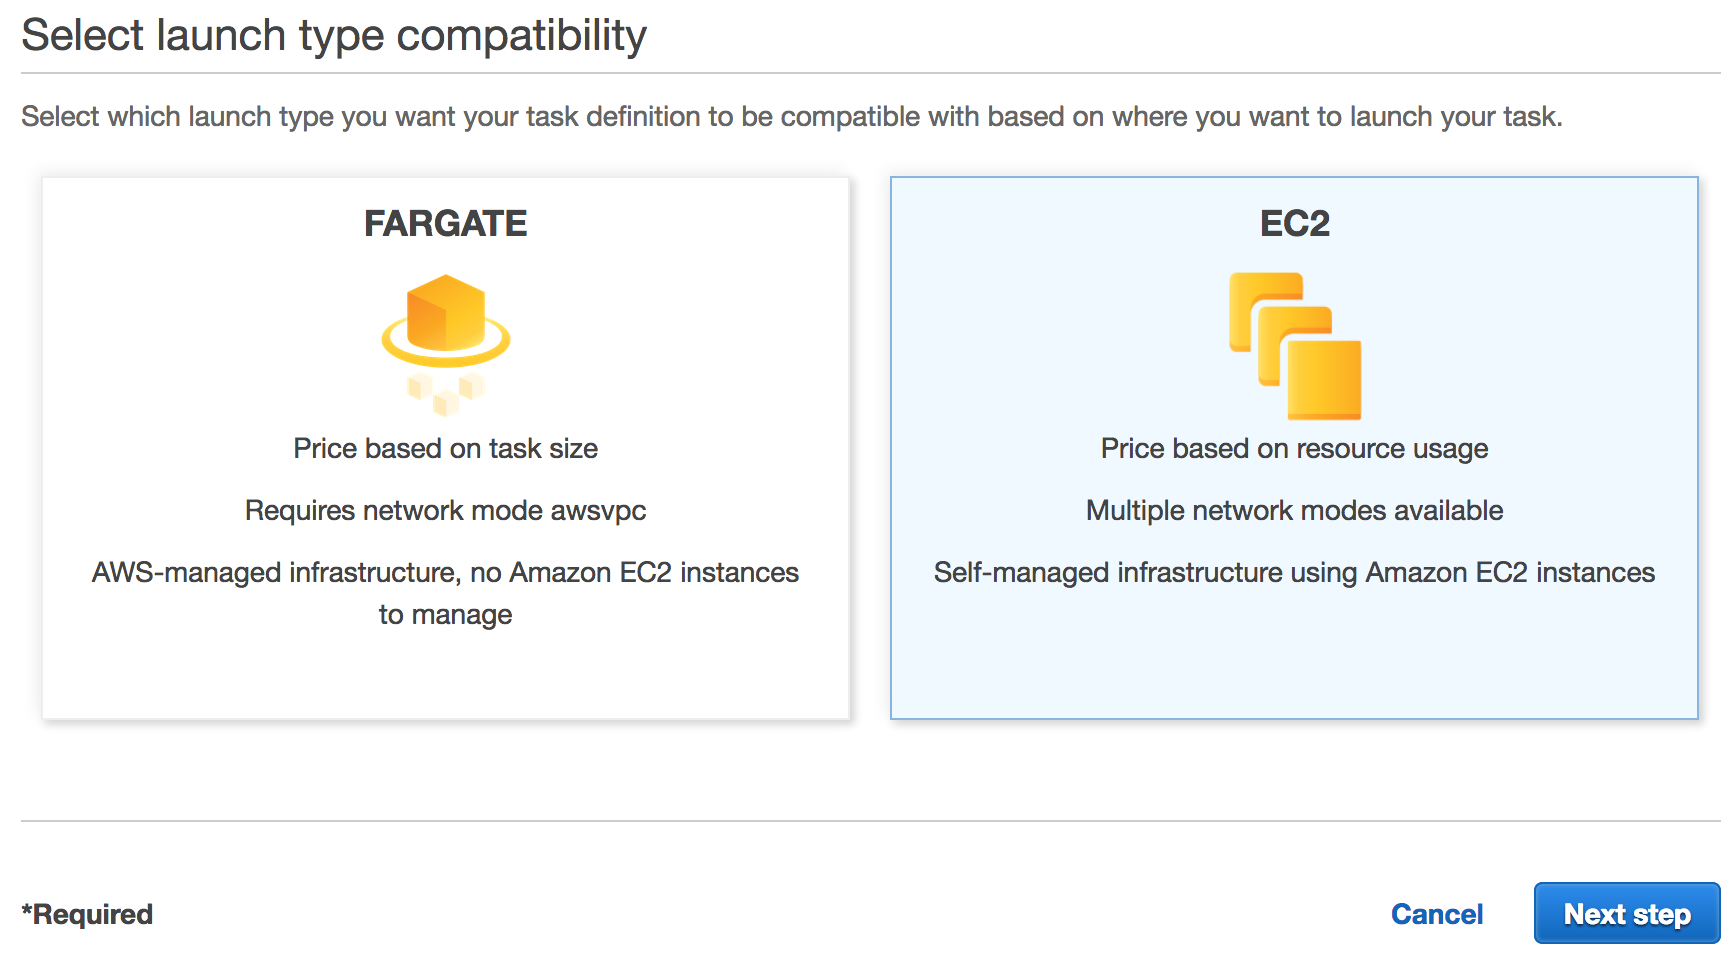 Select launch type compatibility
Select which launch type you want your task definition to be compatible with based on where you want to launch your task.
FARGATE
Price based on task size
Requires network mode awsvpc
AWS-managed infrastructure, no Amazon EC2 instances
to manage
EC2
Price based on resource usage
Multiple network modes available
Self-managed infrastructure using Amazon EC2 instances
*Required
Cancel
Next step